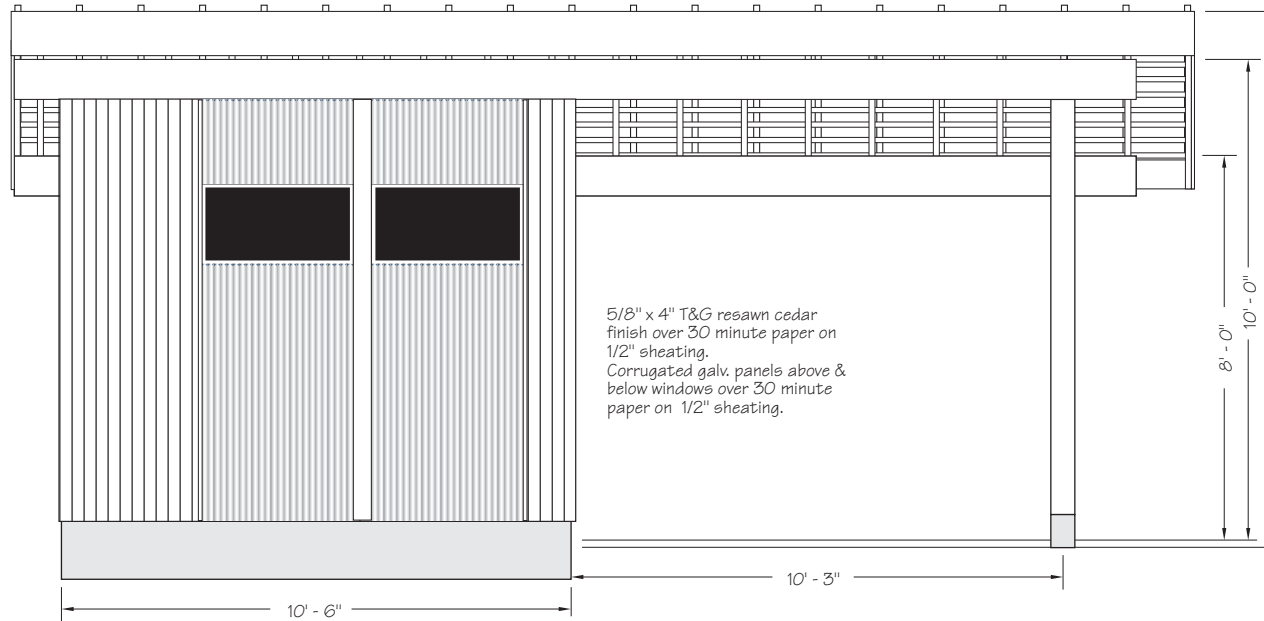 5/8" x 4" T&G resawn cedar
finish over 30 minute paper on
1/2" sheating.
Corrugated galv. panels above &
below windows over 30 minute
paper on 1/2" sheating.
8' - 0"
10' - 0"
10' - 3"
10' - 6"